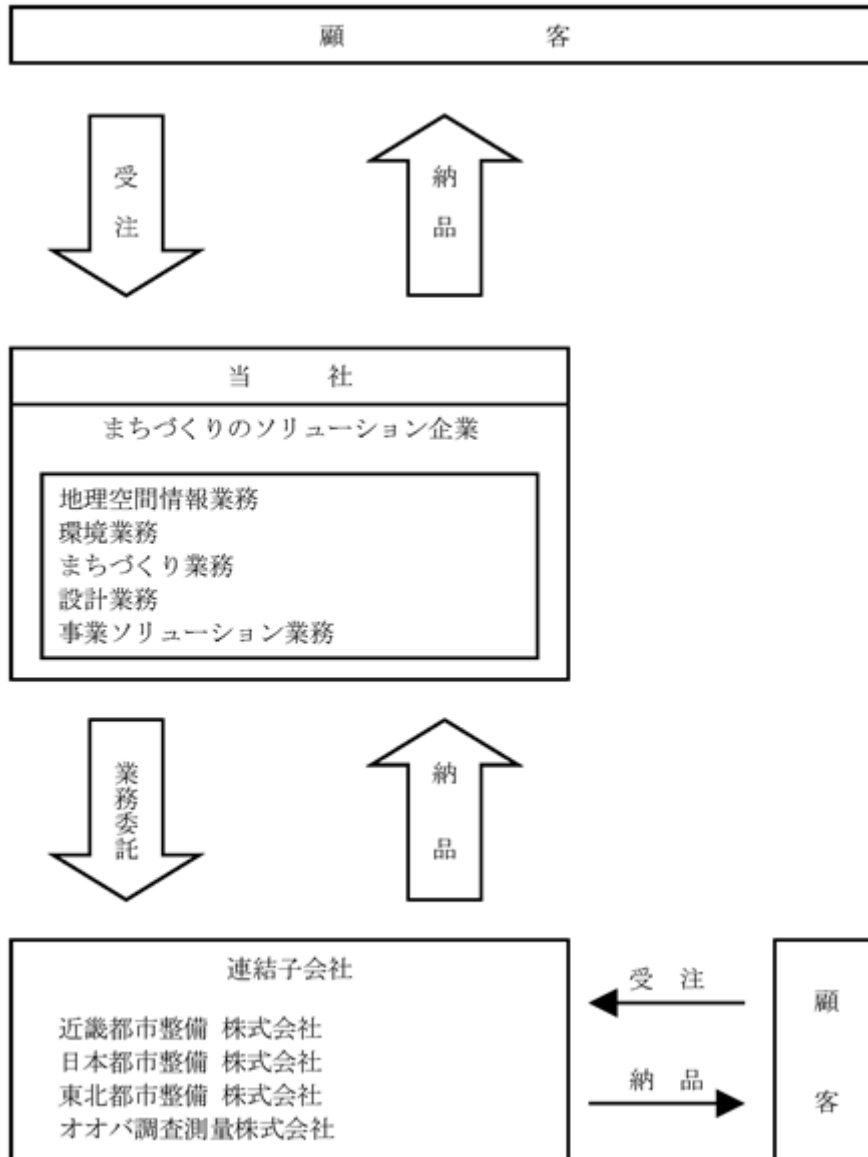 顧客
受注
納品
当社
まちづくりのソリューション企業
地理空間情報業務
環境業務
まちづくり業務
設計業務
事業ソリューション業務
業務委託
納品
連結子会社
近畿都市整備 株式会社
日本都市整備 株式会社
東北都市整備 株式会社
オオバ調査測量株式会社
受注
納品
顧客